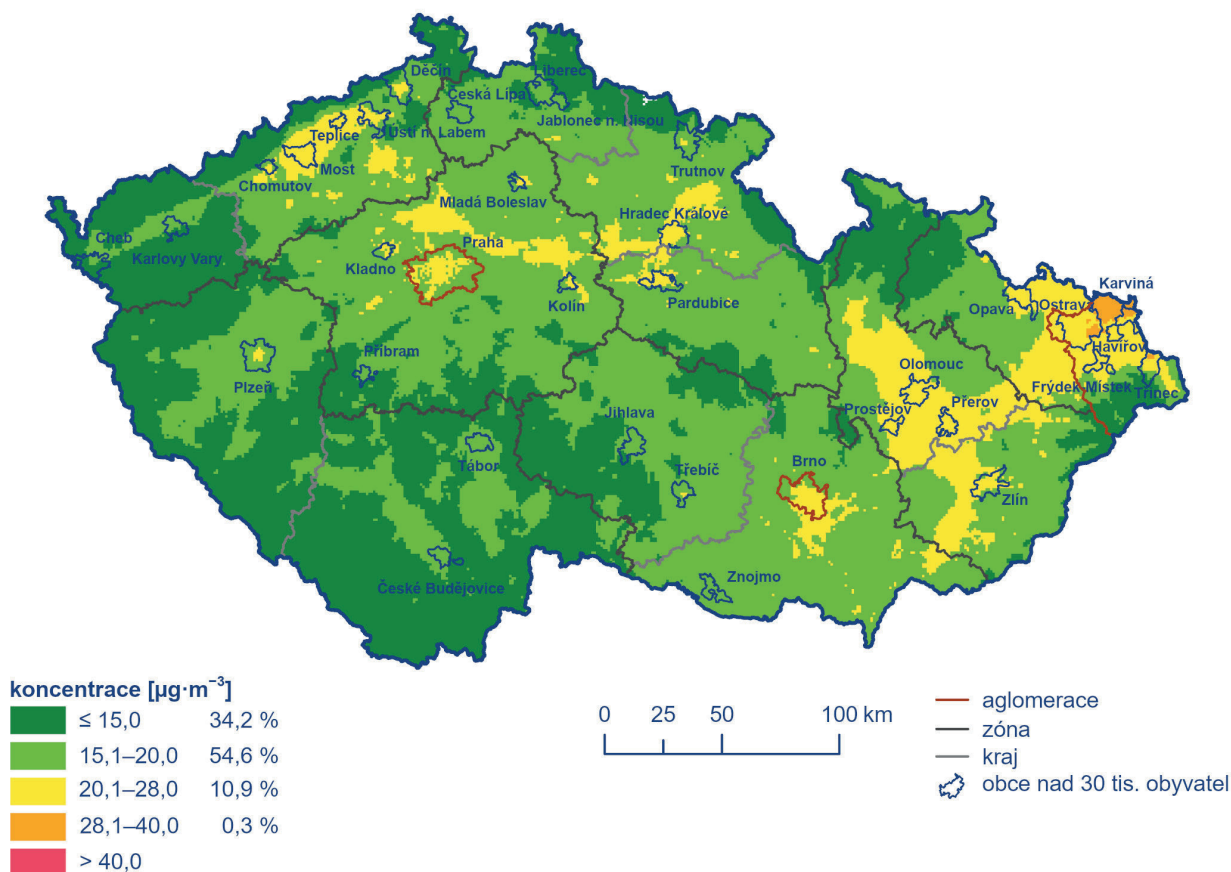 Děčín
Liberec
Česká Lípa
Jablonec n. Nisou
Teplice
Ústí n. Labem
Most
Chomutov
Trutnov
Mladá Boleslav
Hradec Králové
Cheb
Karlovy Vary
Kladno
Praha
Kolín
Pardubice
Karviná
Opava
Ostrava
Havířov
Příbram
Plzeň
Olomouc
Frýdek Místek
Třinec
Prostějov
Přerov
Jihlava
Tábor
Třebíč
Brno
Zlín
České Budějovice
Znojmo
koncentrace [µg·m⁻³]
≤ 15,0 34,2 %
15,1–20,0 54,6 %
20,1–28,0 10,9 %
28,1–40,0 0,3 %
> 40,0
0 25 50 100 km
aglomerace
zóna
kraj
obce nad 30 tis. obyvatel